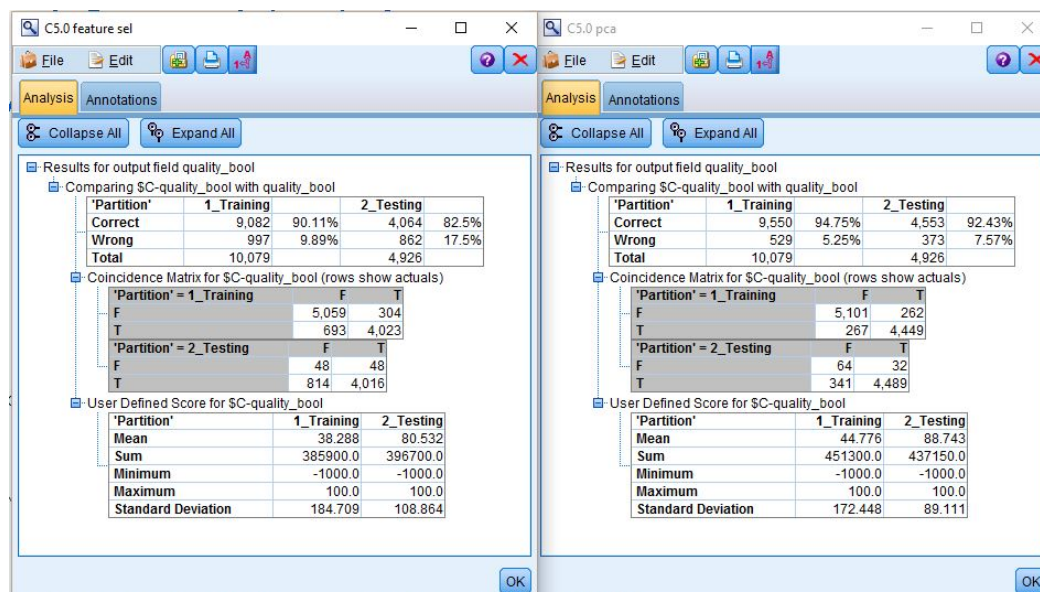 C5.0 feature sel
File Edit
Analysis Annotations
Collapse All Expand All
Results for output field quality_bool
Comparing $C-quality_bool with quality_bool
'Partition' 1_Training 2_Testing
Correct 9,082 90.11% 4,064 82.5%
Wrong 997 9.89% 862 17.5%
Total 10,079 4,926
Coincidence Matrix for $C-quality_bool (rows show actuals)
'Partition' = 1_Training F T
F 5,059 304
T 693 4,023
'Partition' = 2_Testing F T
F 48 48
T 814 4,016
User Defined Score for $C-quality_bool
'Partition' 1_Training 2_Testing
Mean 38.288 80.532
Sum 385900.0 396700.0
Minimum -1000.0 -1000.0
Maximum 100.0 100.0
Standard Deviation 184.709 108.864
OK
C5.0 pca
File Edit
Analysis Annotations
Collapse All Expand All
Results for output field quality_bool
Comparing $C-quality_bool with quality_bool
'Partition' 1_Training 2_Testing
Correct 9,550 94.75% 4,553 92.43%
Wrong 529 5.25% 373 7.57%
Total 10,079 4,926
Coincidence Matrix for $C-quality_bool (rows show actuals)
'Partition' = 1_Training F T
F 5,101 262
T 267 4,449
'Partition' = 2_Testing F T
F 64 32
T 341 4,489
User Defined Score for $C-quality_bool
'Partition' 1_Training 2_Testing
Mean 44.776 88.743
Sum 451300.0 437150.0
Minimum -1000.0 -1000.0
Maximum 100.0 100.0
Standard Deviation 172.448 89.111
OK